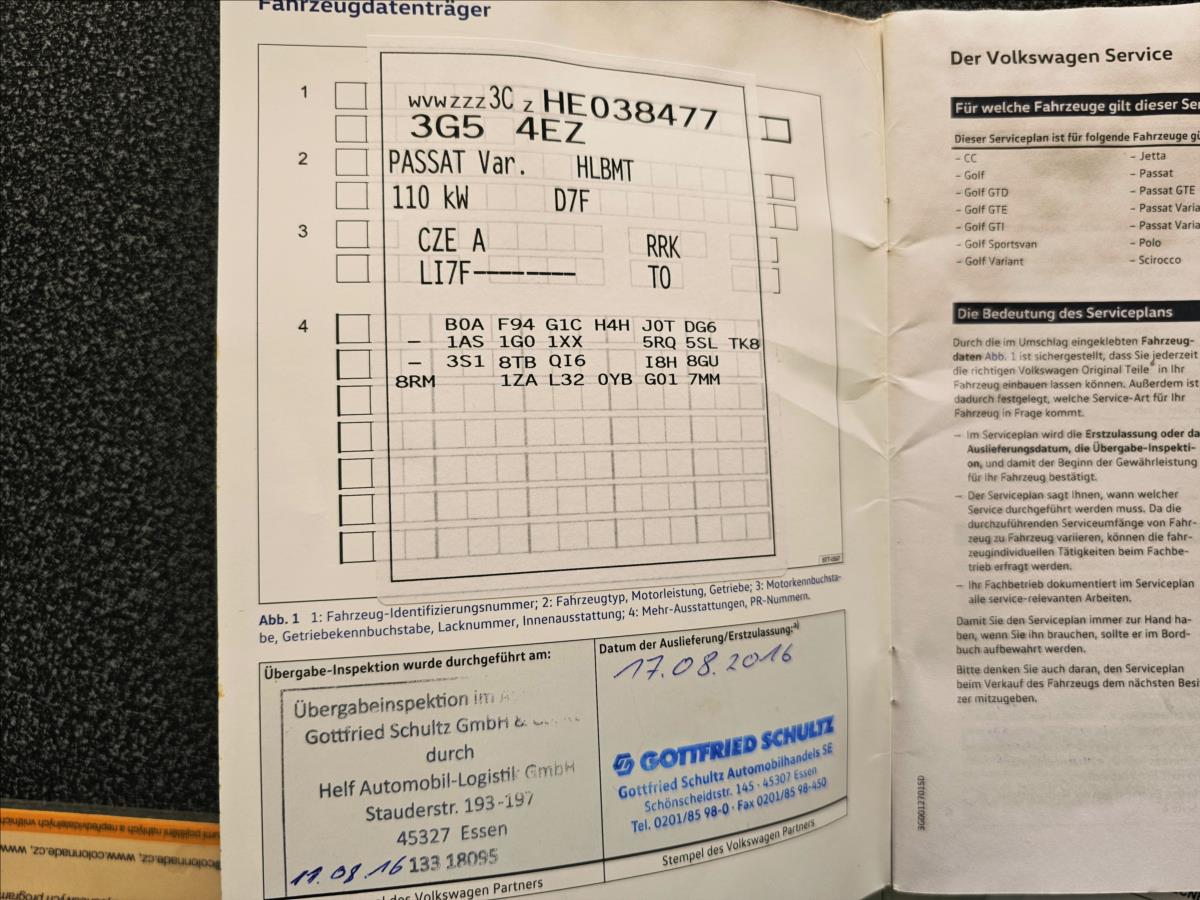 Fahrzeugdatenträger
1
WVWZZZ3CZHE038477
3G5 4EZ
2
PASSAT Var. HLBMT
110 kW D7F
3
CZE A RRK
LI7F-------- TO
4
B0A F94 G1C H4H J0T DG6
- 1AS 1G0 1XX 5RQ 5SL TK8
- 3S1 8TB QI6 I8H 8GU
8RM 1ZA L32 0YB G01 7MM
Abb. 1 1: Fahrzeug-Identifizierungsnummer; 2: Fahrzeugtyp, Motorleistung, Getriebe; 3: Motorkennbuchsta-
be, Getriebekennbuchstabe, Lacknummer, Innenausstattung; 4: Mehr-Ausstattungen, PR-Nummern.
Übergabe-Inspektion wurde durchgeführt am:
Übergabeinspektion im
Gottfried Schultz GmbH &
durch
Helf Automobil-Logistik GmbH
Stauderstr. 193-197
45327 Essen
11.08.16 133 18095
des Volkswagen Partners
Datum der Auslieferung/Erstzulassung:a)
17.08.2016
GOTTFRIED SCHULTZ
Gottfried Schultz Automobilhandels SE
Schönscheidtstr. 145 · 45307 Essen
Tel. 0201/85 98-0 · Fax 0201/85 98-450
Stempel des Volkswagen Partners
Der Volkswagen Service
Für welche Fahrzeuge gilt dieser Ser
Dieser Serviceplan ist für folgende Fahrzeuge gü
– CC
– Golf
– Golf GTD
– Golf GTE
– Golf GTI
– Golf Sportsvan
– Golf Variant
– Jetta
– Passat
– Passat GTE
– Passat Varia
– Passat Varia
– Polo
– Scirocco
Die Bedeutung des Serviceplans
Durch die im Umschlag eingeklebten Fahrzeug-
daten Abb. 1 ist sichergestellt, dass Sie jederzeit
die richtigen Volkswagen Original Teile® in Ihr
Fahrzeug einbauen lassen können. Außerdem ist
dadurch festgelegt, welche Service-Art für Ihr
Fahrzeug in Frage kommt.
– Im Serviceplan wird die Erstzulassung oder da
Auslieferungsdatum, die Übergabe-Inspekti-
on, und damit der Beginn der Gewährleistung
für Ihr Fahrzeug bestätigt.
– Der Serviceplan sagt Ihnen, wann welcher
Service durchgeführt werden muss. Da die
durchzuführenden Serviceumfänge von Fahr-
zeug zu Fahrzeug variieren, können die fahr-
zeugindividuellen Tätigkeiten beim Fachbe-
trieb erfragt werden.
– Ihr Fachbetrieb dokumentiert im Serviceplan
alle service-relevanten Arbeiten.
Damit Sie den Serviceplan immer zur Hand ha-
ben, wenn Sie ihn brauchen, sollte er im Bord-
buch aufbewahrt werden.
Bitte denken Sie auch daran, den Serviceplan
beim Verkauf des Fahrzeugs dem nächsten Besi
zer mitzugeben.
3G0012701SD